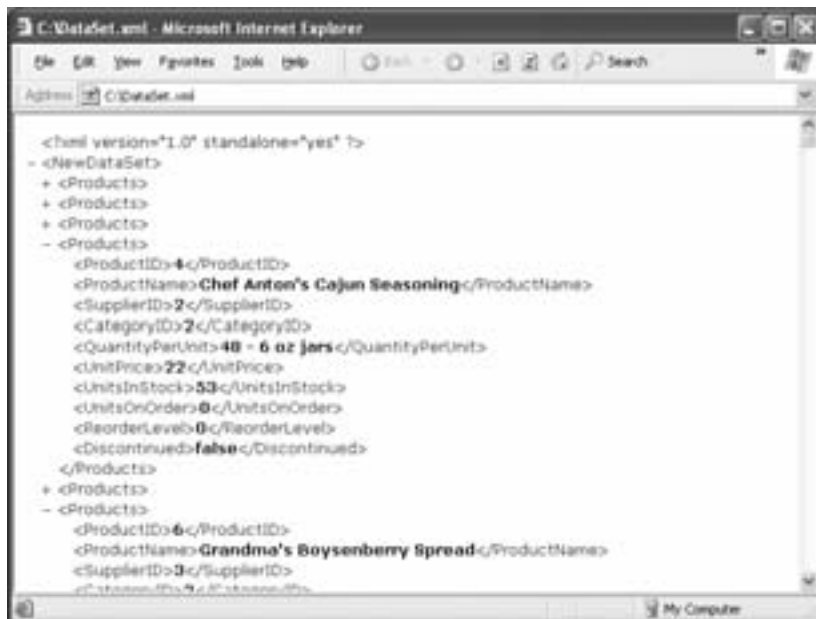 C:\DataSet.xml - Microsoft Internet Explorer
File Edit View Favorites Tools Help Back Search »
Address C:\DataSet.xml
<?xml version="1.0" standalone="yes" ?>
- <NewDataSet>
+ <Products>
+ <Products>
+ <Products>
- <Products>
<ProductID>4</ProductID>
<ProductName>Chef Anton's Cajun Seasoning</ProductName>
<SupplierID>2</SupplierID>
<CategoryID>2</CategoryID>
<QuantityPerUnit>48 - 6 oz jars</QuantityPerUnit>
<UnitPrice>22</UnitPrice>
<UnitsInStock>53</UnitsInStock>
<UnitsOnOrder>0</UnitsOnOrder>
<ReorderLevel>0</ReorderLevel>
<Discontinued>false</Discontinued>
</Products>
+ <Products>
- <Products>
<ProductID>6</ProductID>
<ProductName>Grandma's Boysenberry Spread</ProductName>
<SupplierID>3</SupplierID>
<CategoryID>2</CategoryID>
My Computer